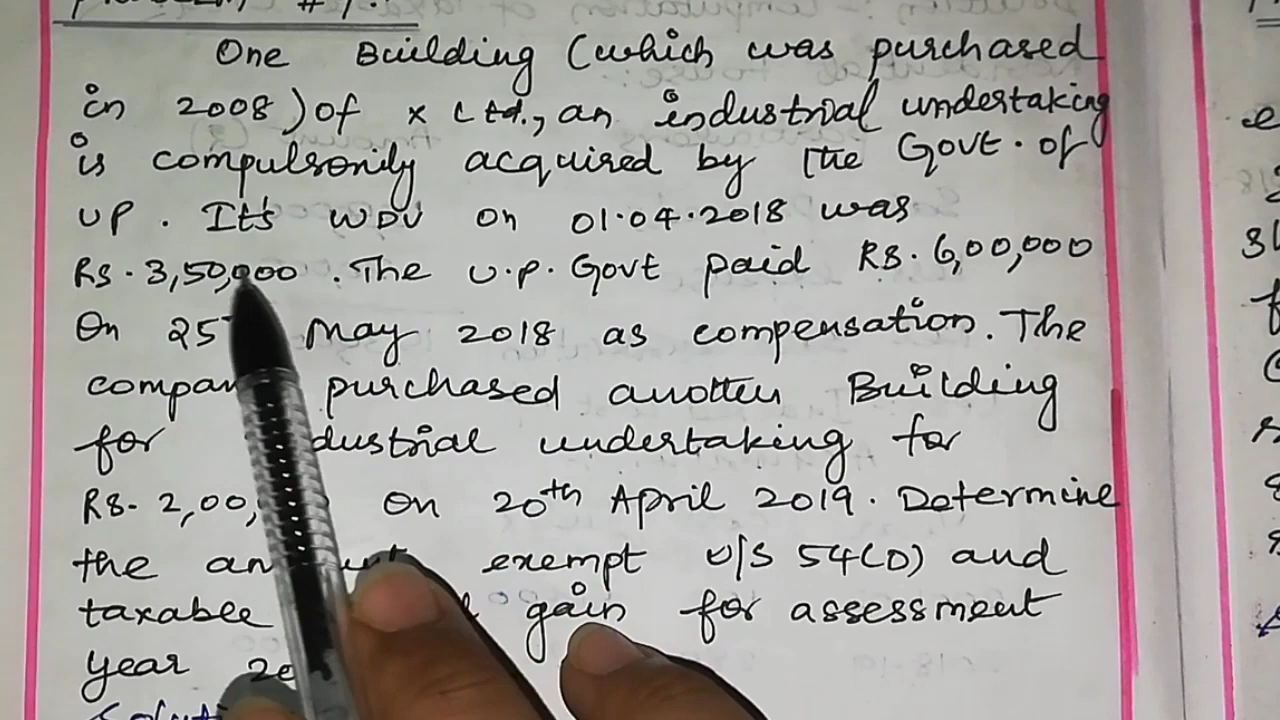 One Building (which was purchased
in 2008) of x Ltd., an industrial undertaking
is compulsorily acquired by the Govt. of
UP. It's WDV on 01.04.2018 was
Rs. 3,50,000. The U.P. Govt paid Rs. 6,00,000
On 25 May 2018 as compensation. The
purchased another Building
for undertaking for
Rs. on 20th April 2019. Determine
the exempt U/S 54(D) and
taxable gain for assessment
year